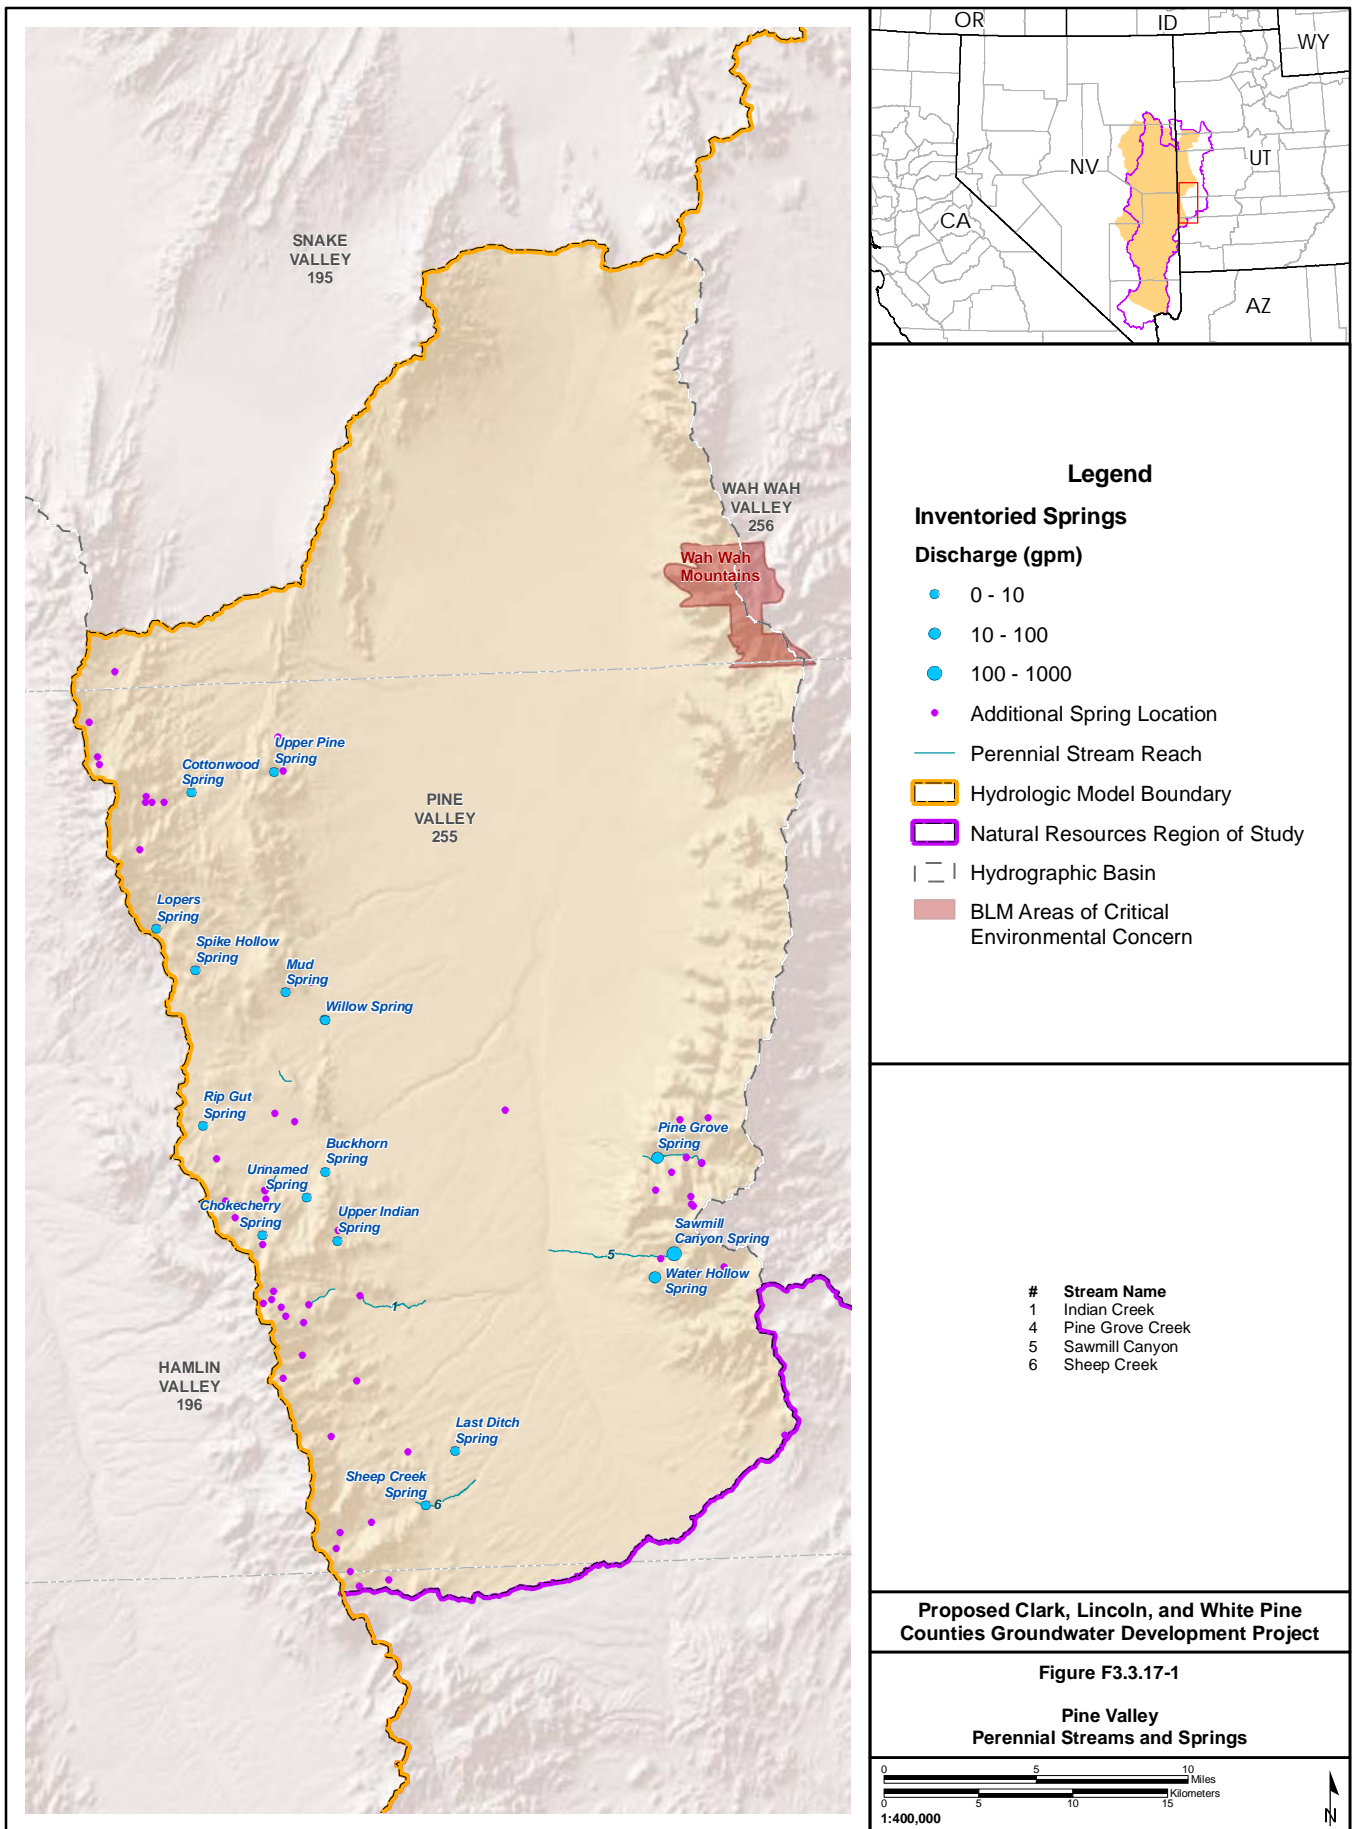 SNAKE
VALLEY
195
WAH WAH
VALLEY
256
Wah Wah
Mountains
Upper Pine
Spring
Cottonwood
Spring
PINE
VALLEY
255
Lopers
Spring
Spike Hollow
Spring
Mud
Spring
Willow Spring
Rip Gut
Spring
Buckhorn
Spring
Pine Grove
Spring
Unnamed
Spring
Chokecherry
Spring
Upper Indian
Spring
Sawmill
Canyon Spring
5
Water Hollow
Spring
1
HAMLIN
VALLEY
196
Last Ditch
Spring
Sheep Creek
Spring
6
OR
ID
WY
NV
UT
CA
AZ
Legend
Inventoried Springs
Discharge (gpm)
0 - 10
10 - 100
100 - 1000
Additional Spring Location
Perennial Stream Reach
Hydrologic Model Boundary
Natural Resources Region of Study
Hydrographic Basin
BLM Areas of Critical
Environmental Concern
# Stream Name
1 Indian Creek
4 Pine Grove Creek
5 Sawmill Canyon
6 Sheep Creek
Proposed Clark, Lincoln, and White Pine
Counties Groundwater Development Project
Figure F3.3.17-1
Pine Valley
Perennial Streams and Springs
0 5 10
Miles
Kilometers
0 5 10 15
1:400,000
N